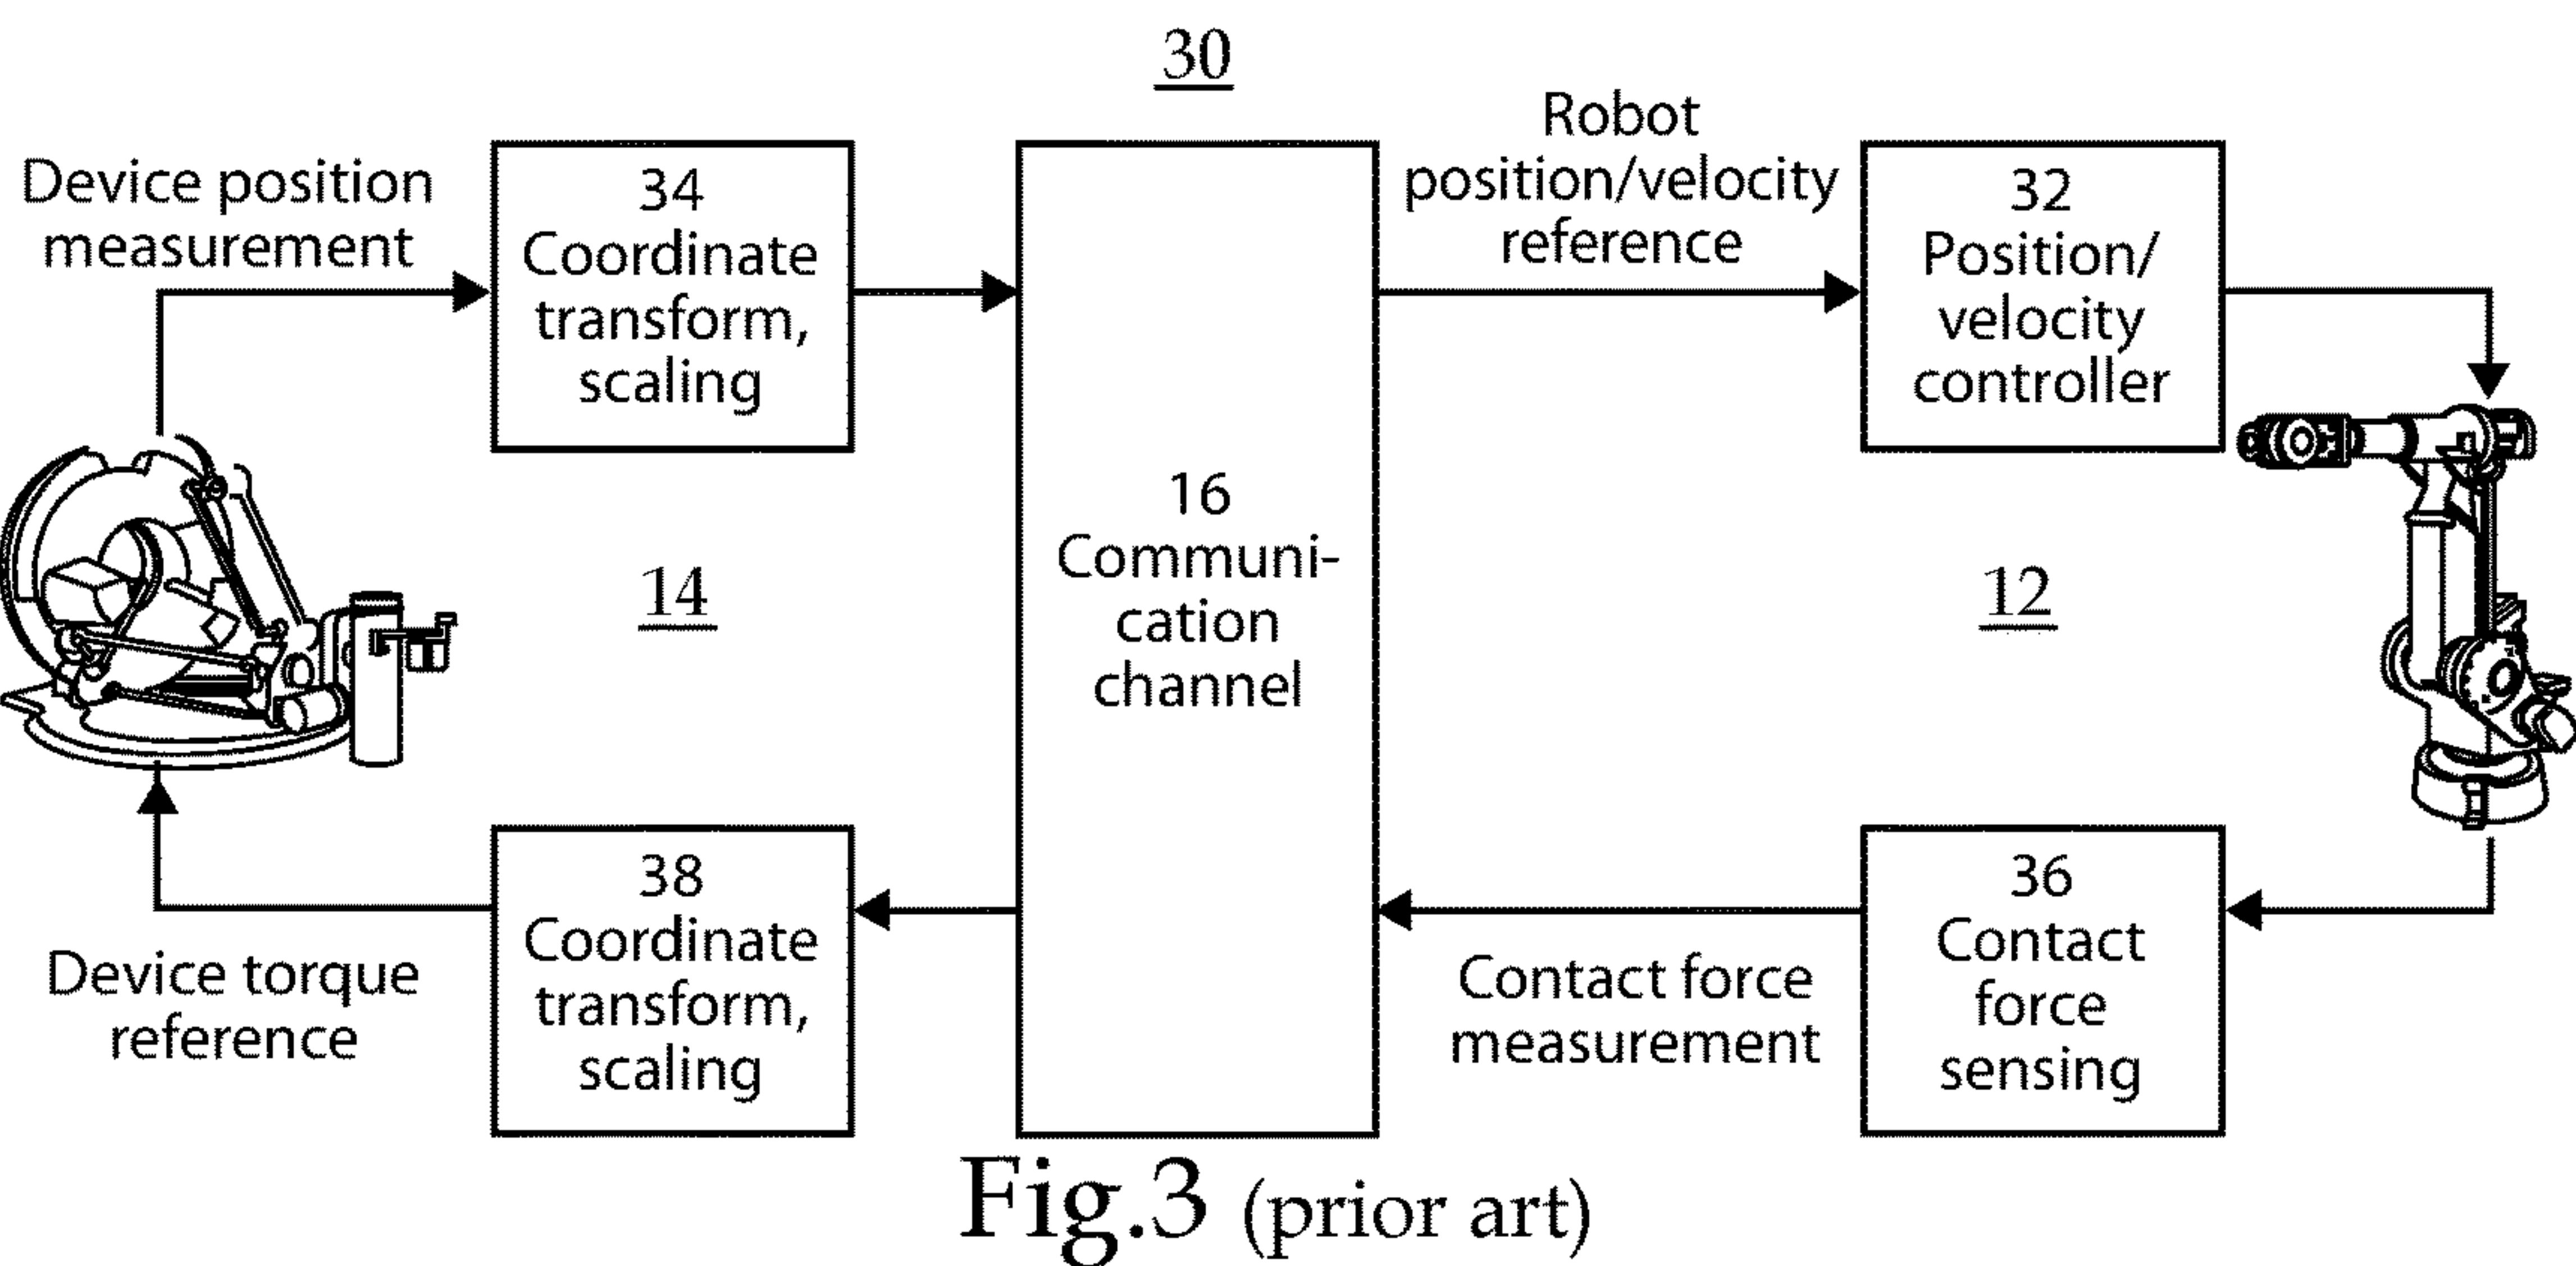 30
Device position
measurement
34
Coordinate
transform,
scaling
Robot
position/velocity
reference
32
Position/
velocity
controller
14
16
Communi-
cation
channel
12
Device torque
reference
38
Coordinate
transform,
scaling
Contact force
measurement
36
Contact
force
sensing
Fig.3 (prior art)